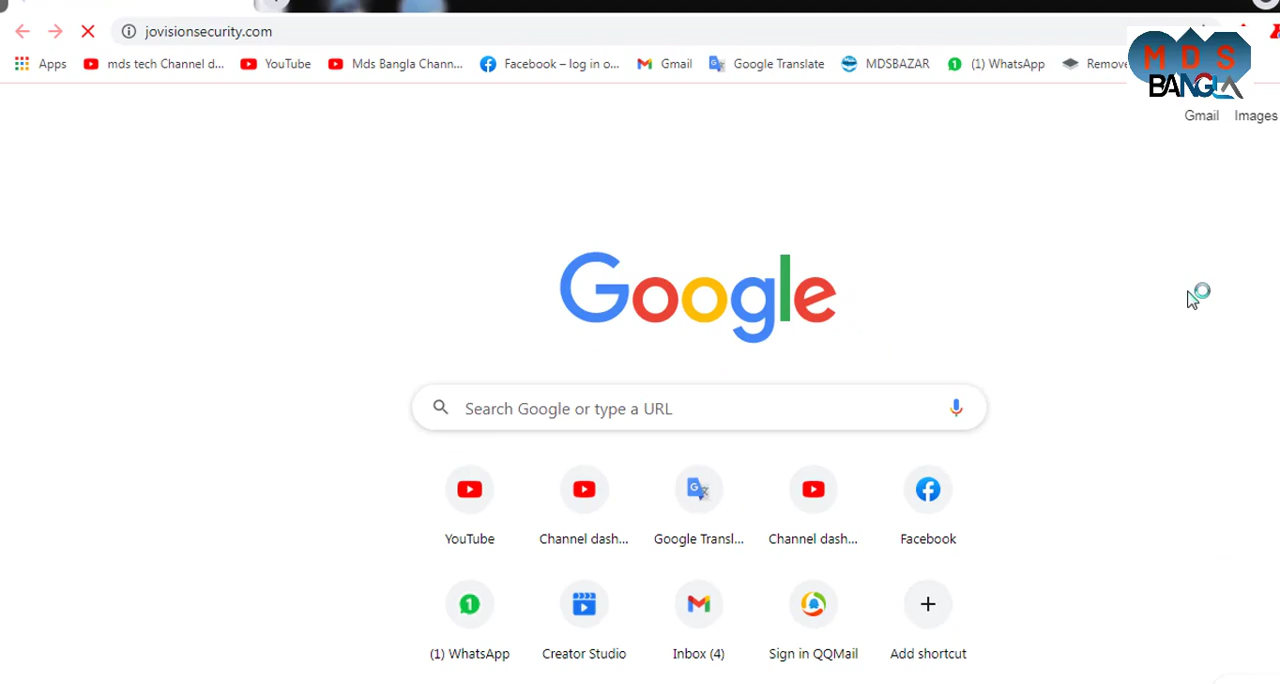 jovisionsecurity.com
Apps mds tech Channel d... YouTube Mds Bangla Chann... Facebook – log in o... Gmail Google Translate MDSBAZAR (1) WhatsApp Remove
MDS
BANGLA
Gmail Images
Google
Search Google or type a URL
YouTube Channel dash... Google Transl... Channel dash... Facebook
(1) WhatsApp Creator Studio Inbox (4) Sign in QQMail Add shortcut